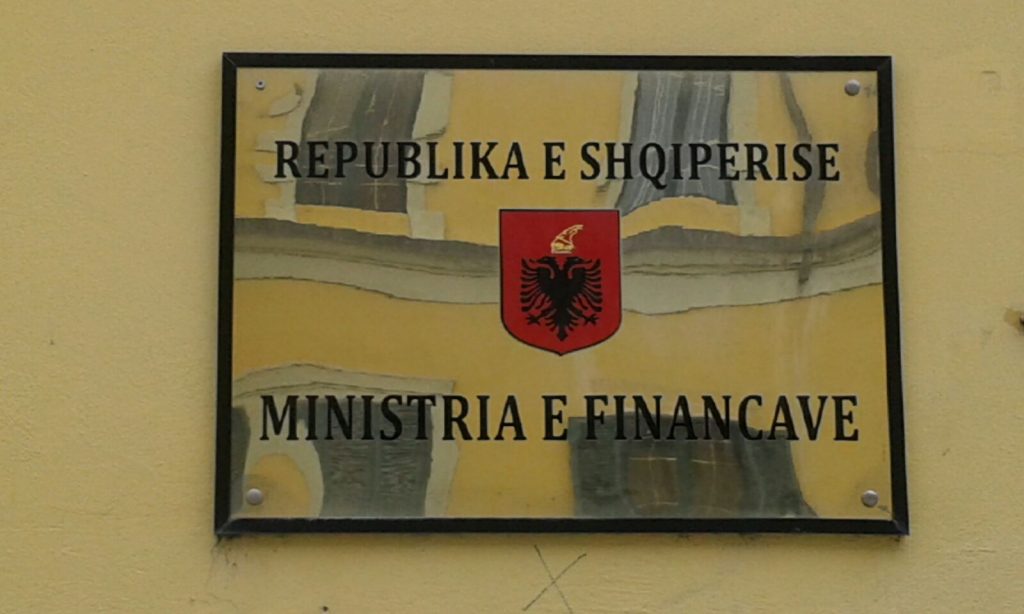 REPUBLIKA E SHQIPERISE
MINISTRIA E FINANCAVE